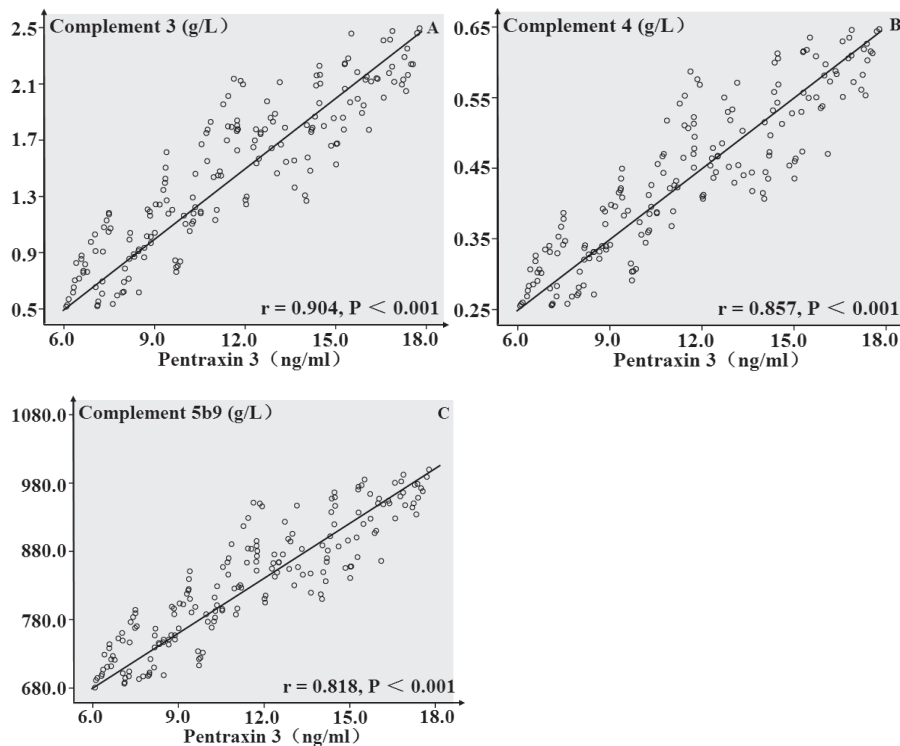 Complement 3 (g/L)
A
2.5
2.1
1.7
1.3
0.9
0.5
r = 0.904, P < 0.001
6.0 9.0 12.0 15.0 18.0
Pentraxin 3（ng/ml）
Complement 4 (g/L）
B
0.65
0.55
0.45
0.35
0.25
r = 0.857, P < 0.001
6.0 9.0 12.0 15.0 18.0
Pentraxin 3（ng/ml）
Complement 5b9 (g/L）
C
1080.0
980.0
880.0
780.0
680.0
r = 0.818, P < 0.001
6.0 9.0 12.0 15.0 18.0
Pentraxin 3（ng/ml）